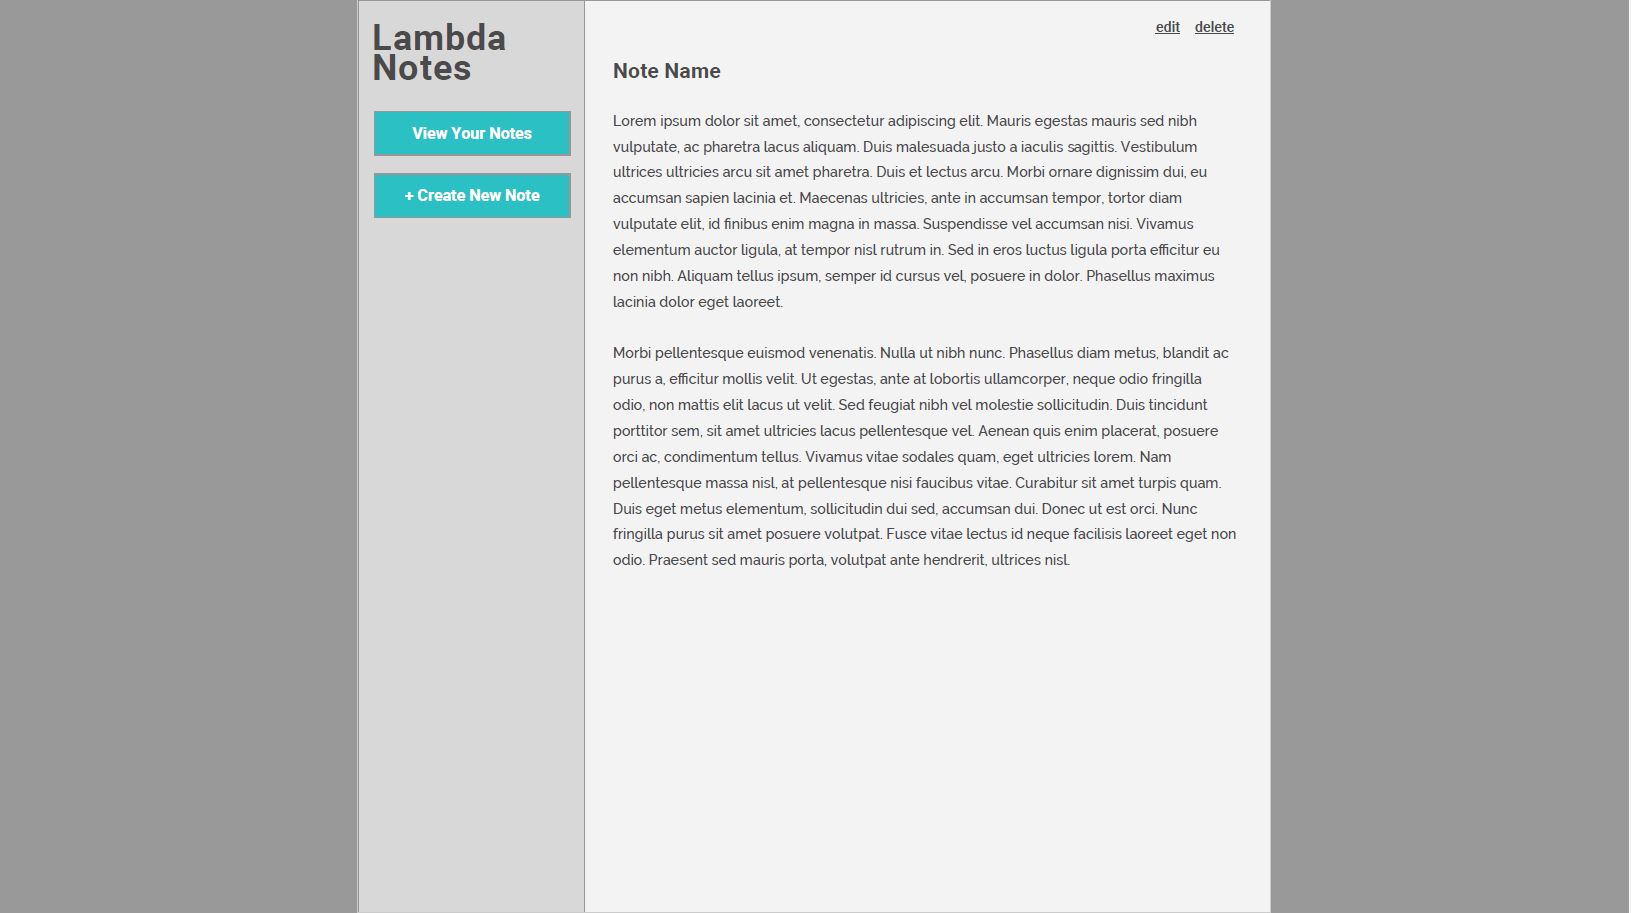 Lambda
Notes
View Your Notes
+ Create New Note
edit delete
Note Name
Lorem ipsum dolor sit amet, consectetur adipiscing elit. Mauris egestas mauris sed nibh
vulputate, ac pharetra lacus aliquam. Duis malesuada justo a iaculis sagittis. Vestibulum
ultrices ultricies arcu sit amet pharetra. Duis et lectus arcu. Morbi ornare dignissim dui, eu
accumsan sapien lacinia et. Maecenas ultricies, ante in accumsan tempor, tortor diam
vulputate elit, id finibus enim magna in massa. Suspendisse vel accumsan nisi. Vivamus
elementum auctor ligula, at tempor nisl rutrum in. Sed in eros luctus ligula porta efficitur eu
non nibh. Aliquam tellus ipsum, semper id cursus vel, posuere in dolor. Phasellus maximus
lacinia dolor eget laoreet.
Morbi pellentesque euismod venenatis. Nulla ut nibh nunc. Phasellus diam metus, blandit ac
purus a, efficitur mollis velit. Ut egestas, ante at lobortis ullamcorper, neque odio fringilla
odio, non mattis elit lacus ut velit. Sed feugiat nibh vel molestie sollicitudin. Duis tincidunt
porttitor sem, sit amet ultricies lacus pellentesque vel. Aenean quis enim placerat, posuere
orci ac, condimentum tellus. Vivamus vitae sodales quam, eget ultricies lorem. Nam
pellentesque massa nisl, at pellentesque nisi faucibus vitae. Curabitur sit amet turpis quam.
Duis eget metus elementum, sollicitudin dui sed, accumsan dui. Donec ut est orci. Nunc
fringilla purus sit amet posuere volutpat. Fusce vitae lectus id neque facilisis laoreet eget non
odio. Praesent sed mauris porta, volutpat ante hendrerit, ultrices nisl.